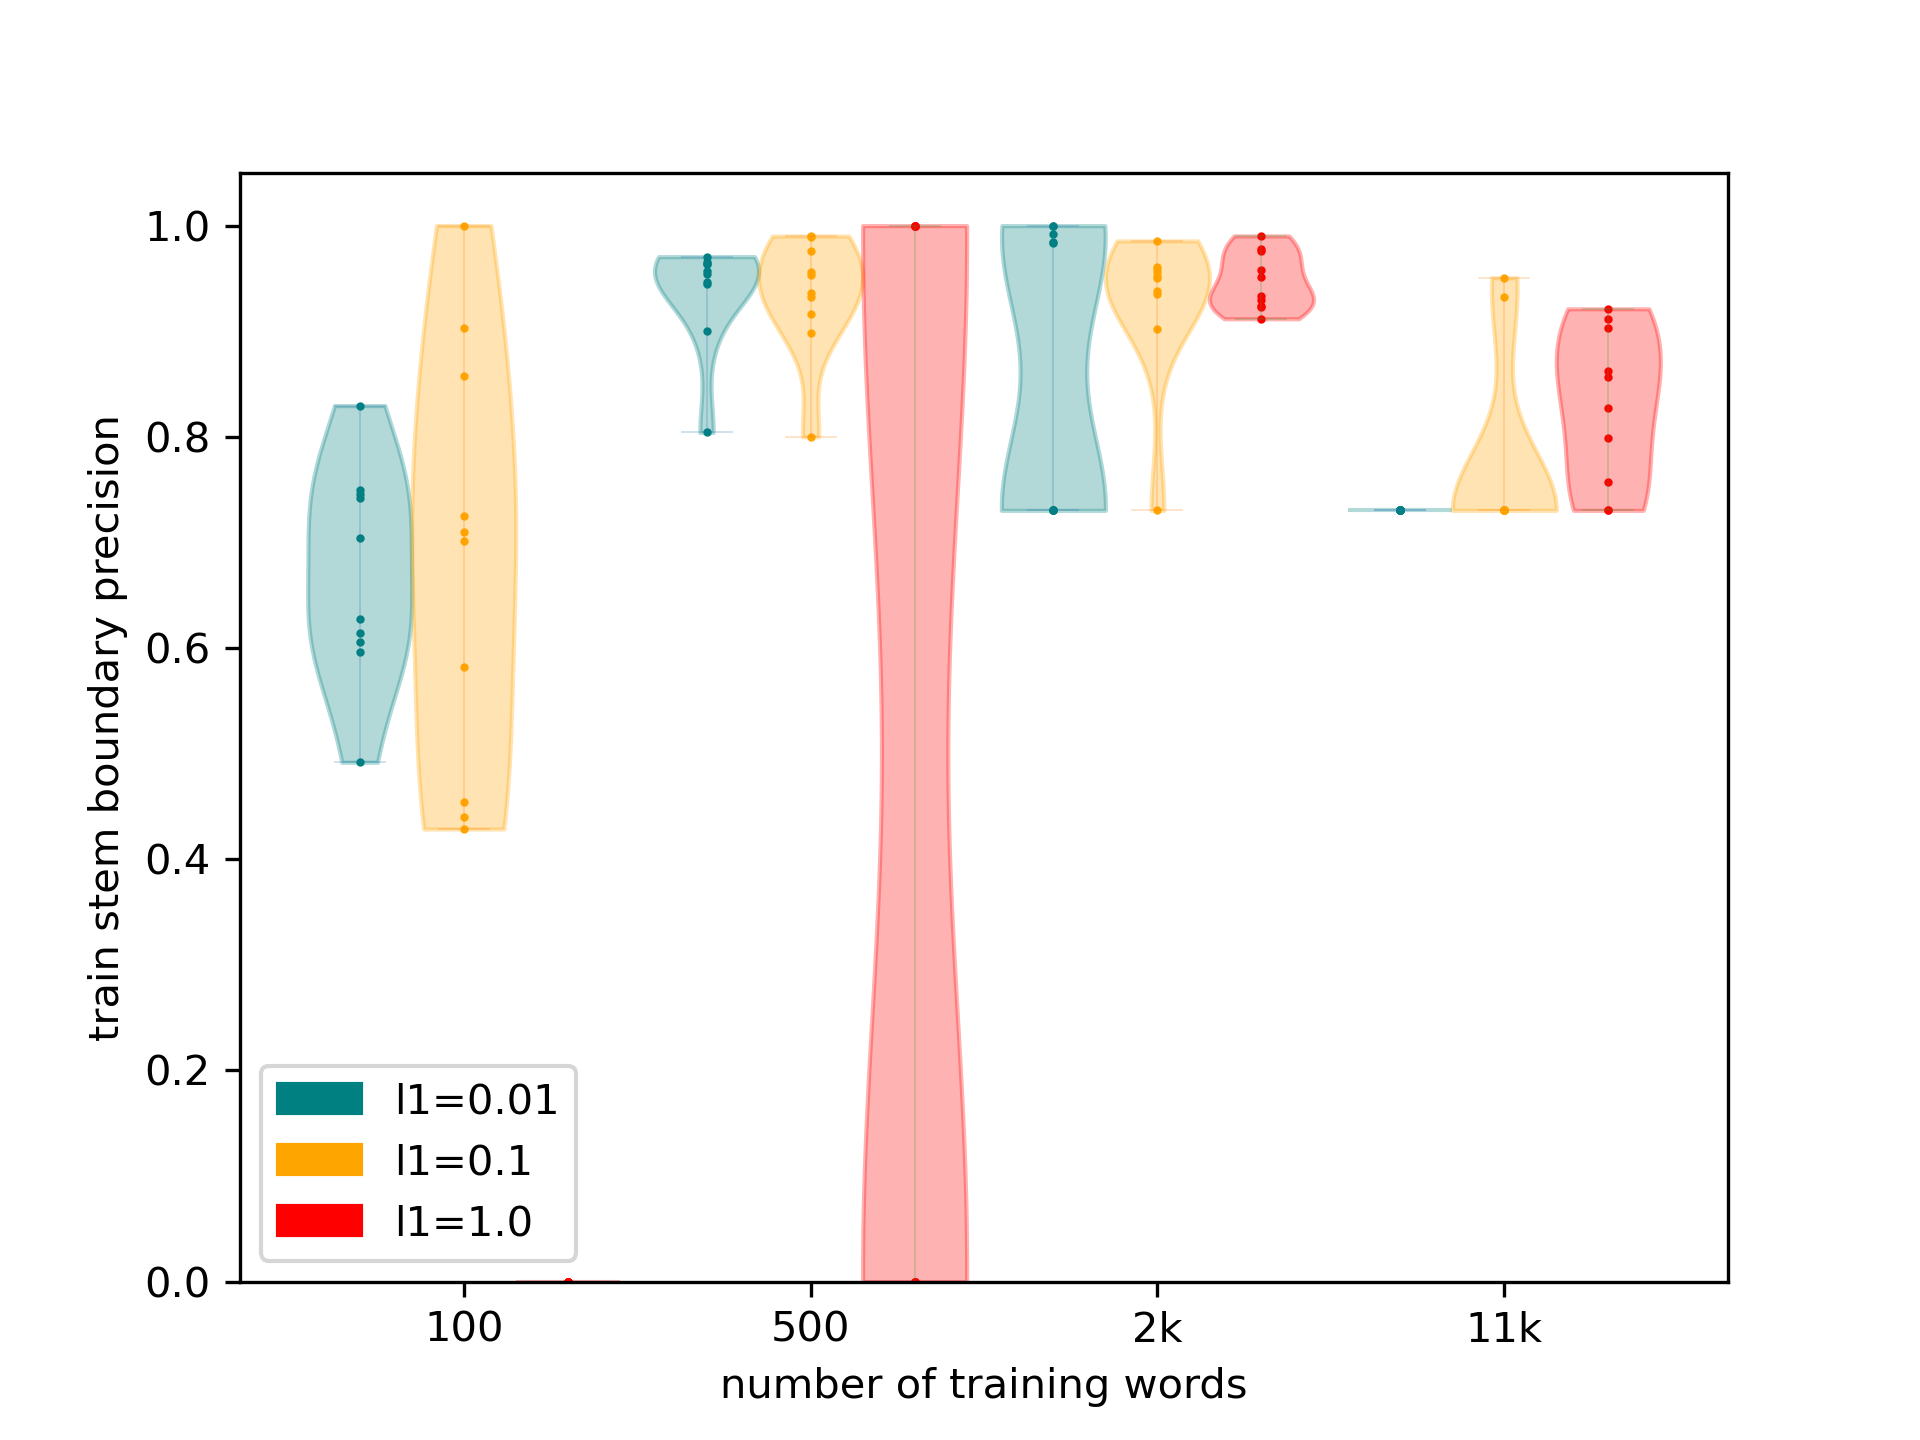 train stem boundary precision
1.0
0.8
0.6
0.4
0.2
0.0
l1=0.01
l1=0.1
l1=1.0
100 500 2k 11k
number of training words